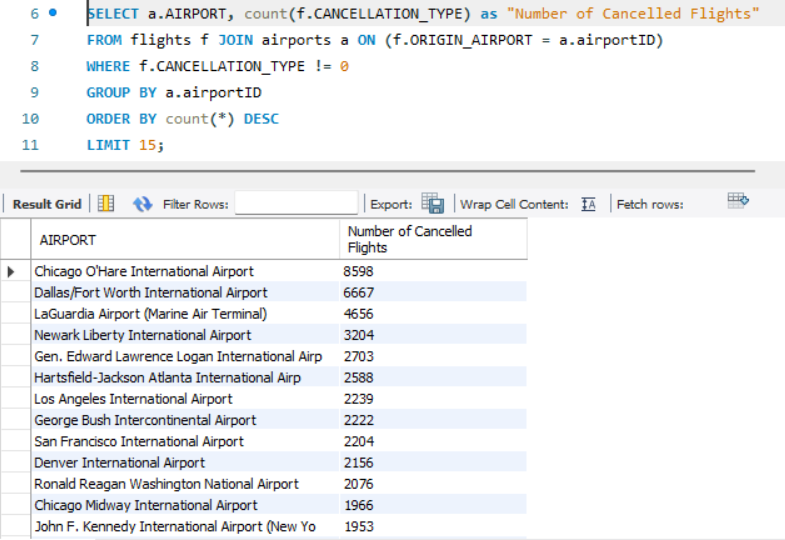 6 SELECT a.AIRPORT, count(f.CANCELLATION_TYPE) as "Number of Cancelled Flights"
7 FROM flights f JOIN airports a ON (f.ORIGIN_AIRPORT = a.airportID)
8 WHERE f.CANCELLATION_TYPE != 0
9 GROUP BY a.airportID
10 ORDER BY count(*) DESC
11 LIMIT 15;
Result Grid Filter Rows: Export: Wrap Cell Content: IA Fetch rows:
AIRPORT Number of Cancelled
Flights
Chicago O'Hare International Airport 8598
Dallas/Fort Worth International Airport 6667
LaGuardia Airport (Marine Air Terminal) 4656
Newark Liberty International Airport 3204
Gen. Edward Lawrence Logan International Airp 2703
Hartsfield-Jackson Atlanta International Airp 2588
Los Angeles International Airport 2239
George Bush Intercontinental Airport 2222
San Francisco International Airport 2204
Denver International Airport 2156
Ronald Reagan Washington National Airport 2076
Chicago Midway International Airport 1966
John F. Kennedy International Airport (New Yo 1953